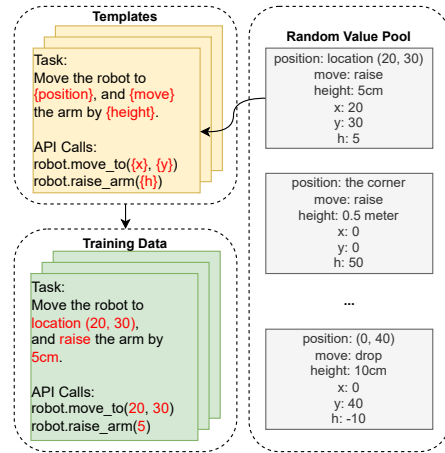 Templates
Task:
Move the robot to
{position}, and {move}
the arm by {height}.
API Calls:
robot.move_to({x}, {y})
robot.raise_arm({h})
Training Data
Task:
Move the robot to
location (20, 30),
and raise the arm by
5cm.
API Calls:
robot.move_to(20, 30)
robot.raise_arm(5)
Random Value Pool
position: location (20, 30)
move: raise
height: 5cm
x: 20
y: 30
h: 5
position: the corner
move: raise
height: 0.5 meter
x: 0
y: 0
h: 50
...
position: (0, 40)
move: drop
height: 10cm
x: 0
y: 40
h: -10